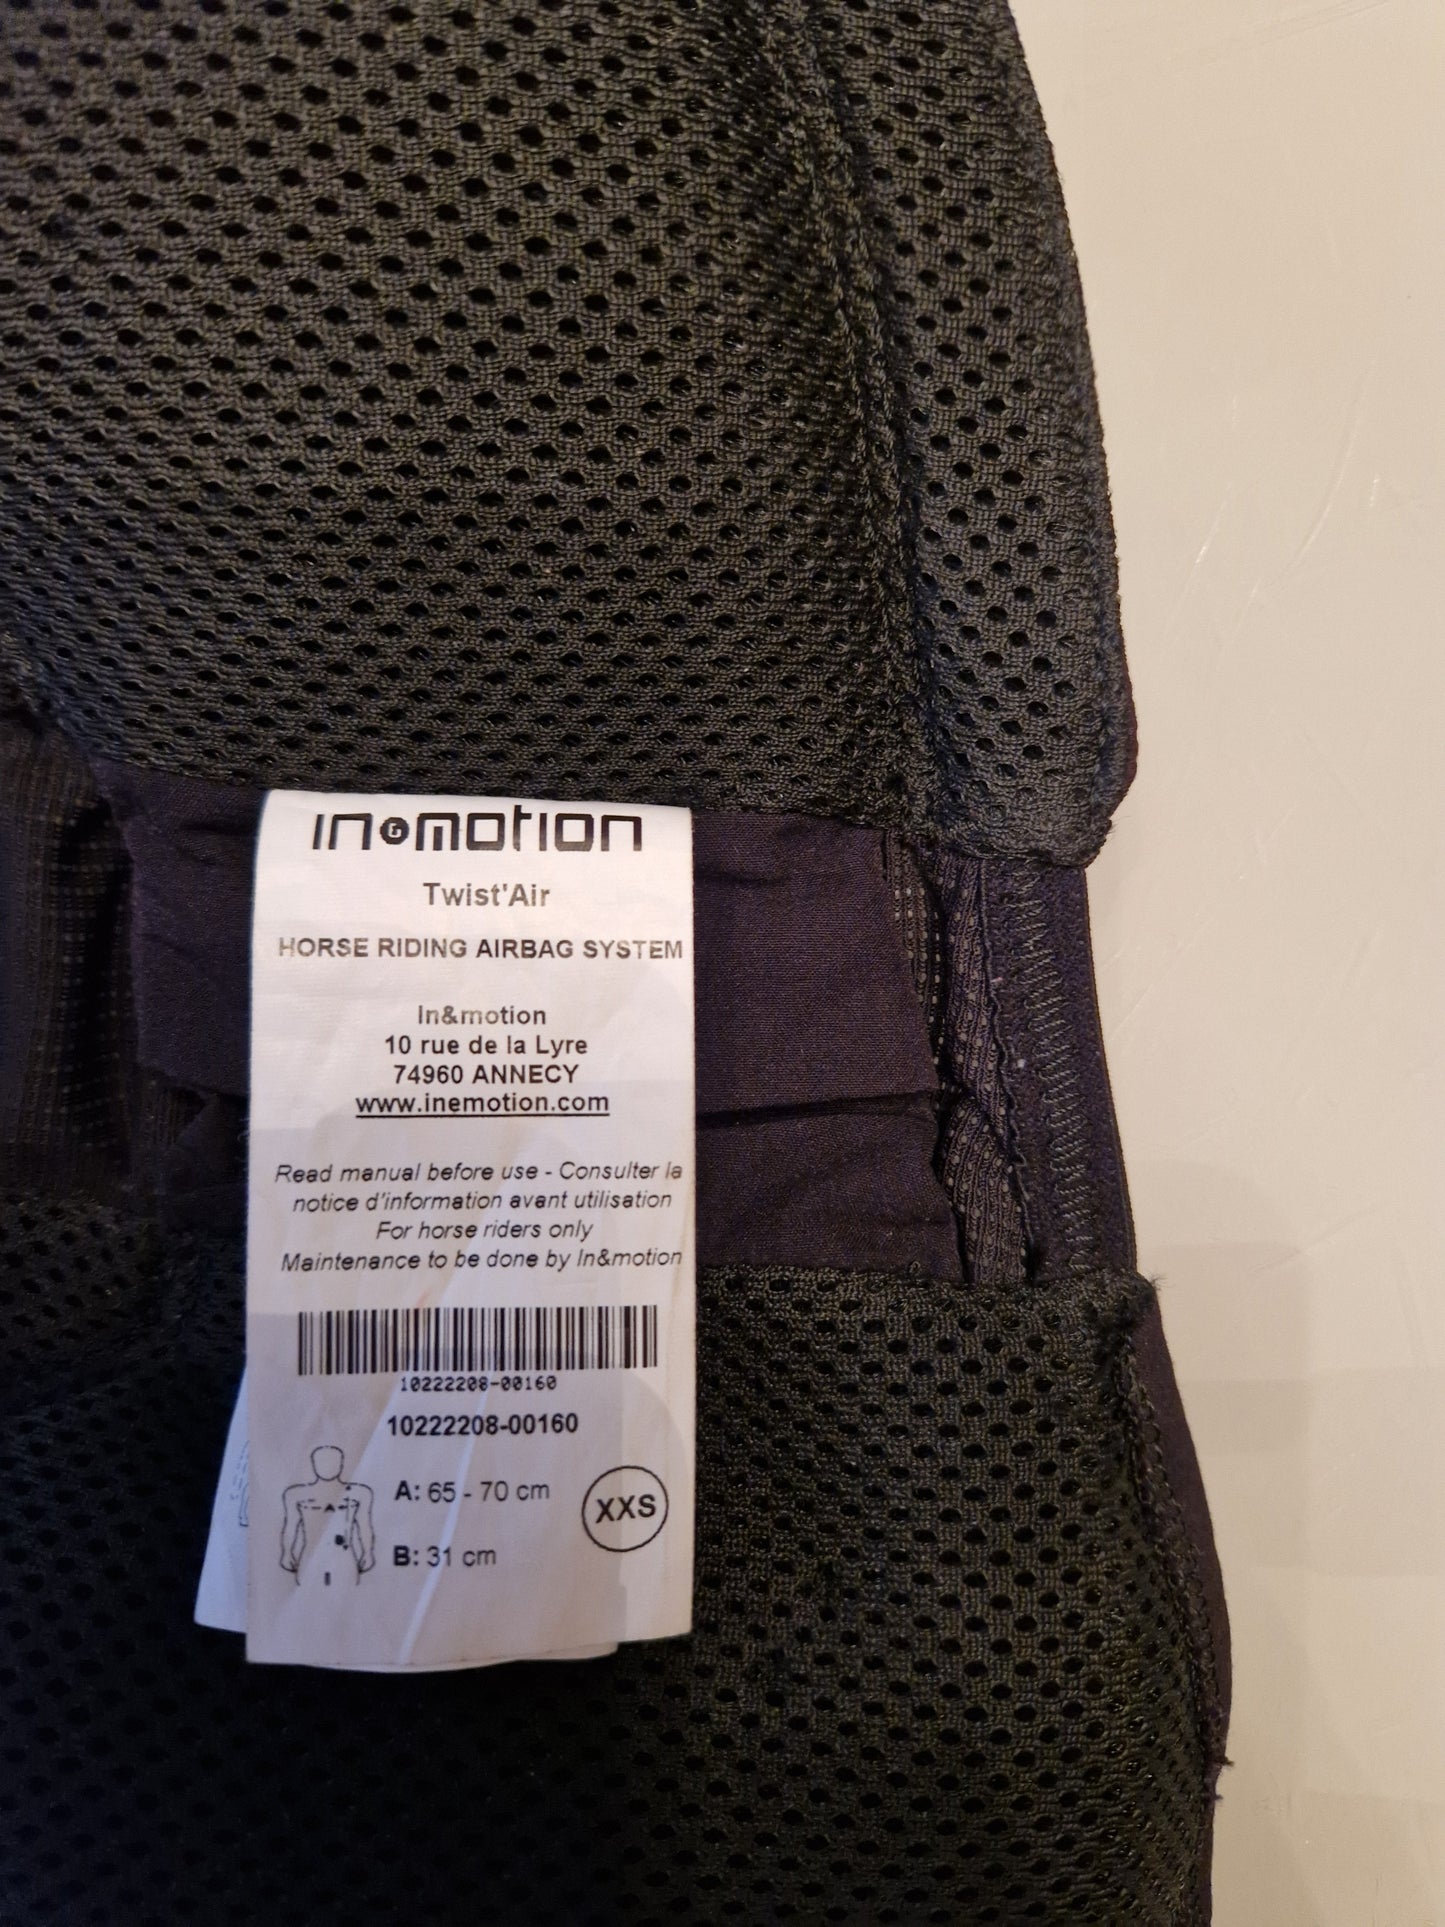 in&motion
Twist'Air
HORSE RIDING AIRBAG SYSTEM
In&motion
10 rue de la Lyre
74960 ANNECY
www.inemotion.com
Read manual before use - Consulter la
notice d'information avant utilisation
For horse riders only
Maintenance to be done by In&motion
10222208-00160
10222208-00160
A
A: 65 - 70 cm
XXS
B: 31 cm